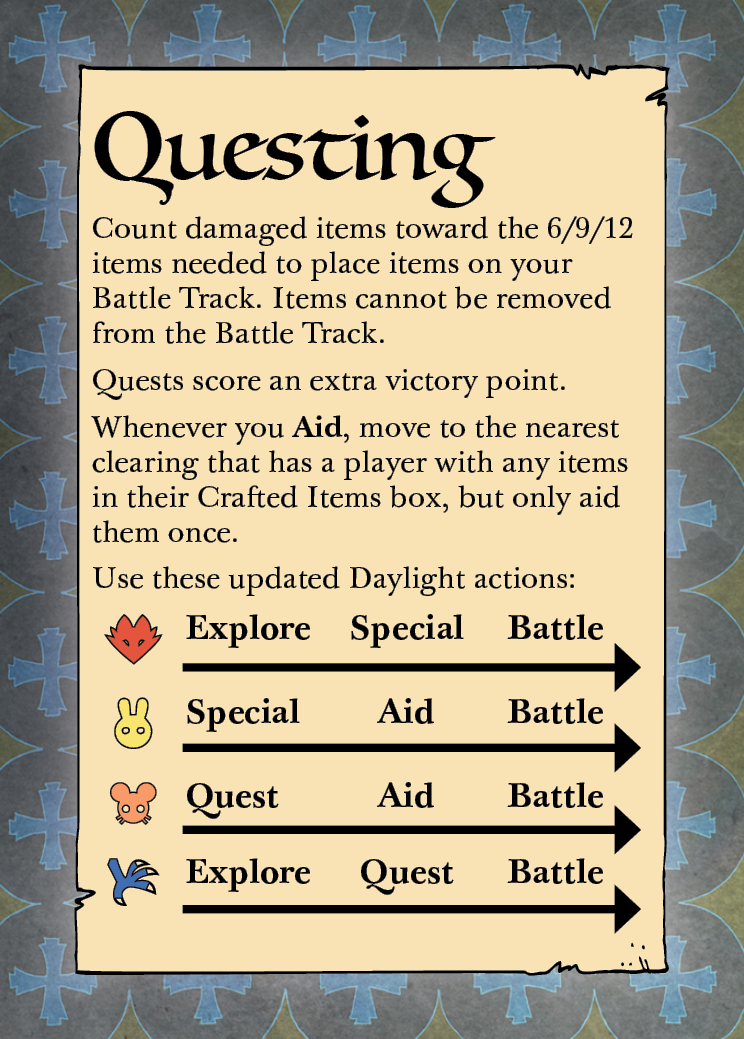 Questing
Count damaged items toward the 6/9/12
items needed to place items on your
Battle Track. Items cannot be removed
from the Battle Track.
Quests score an extra victory point.
Whenever you Aid, move to the nearest
clearing that has a player with any items
in their Crafted Items box, but only aid
them once.
Use these updated Daylight actions:
Explore Special Battle
Special Aid Battle
Quest Aid Battle
Explore Quest Battle